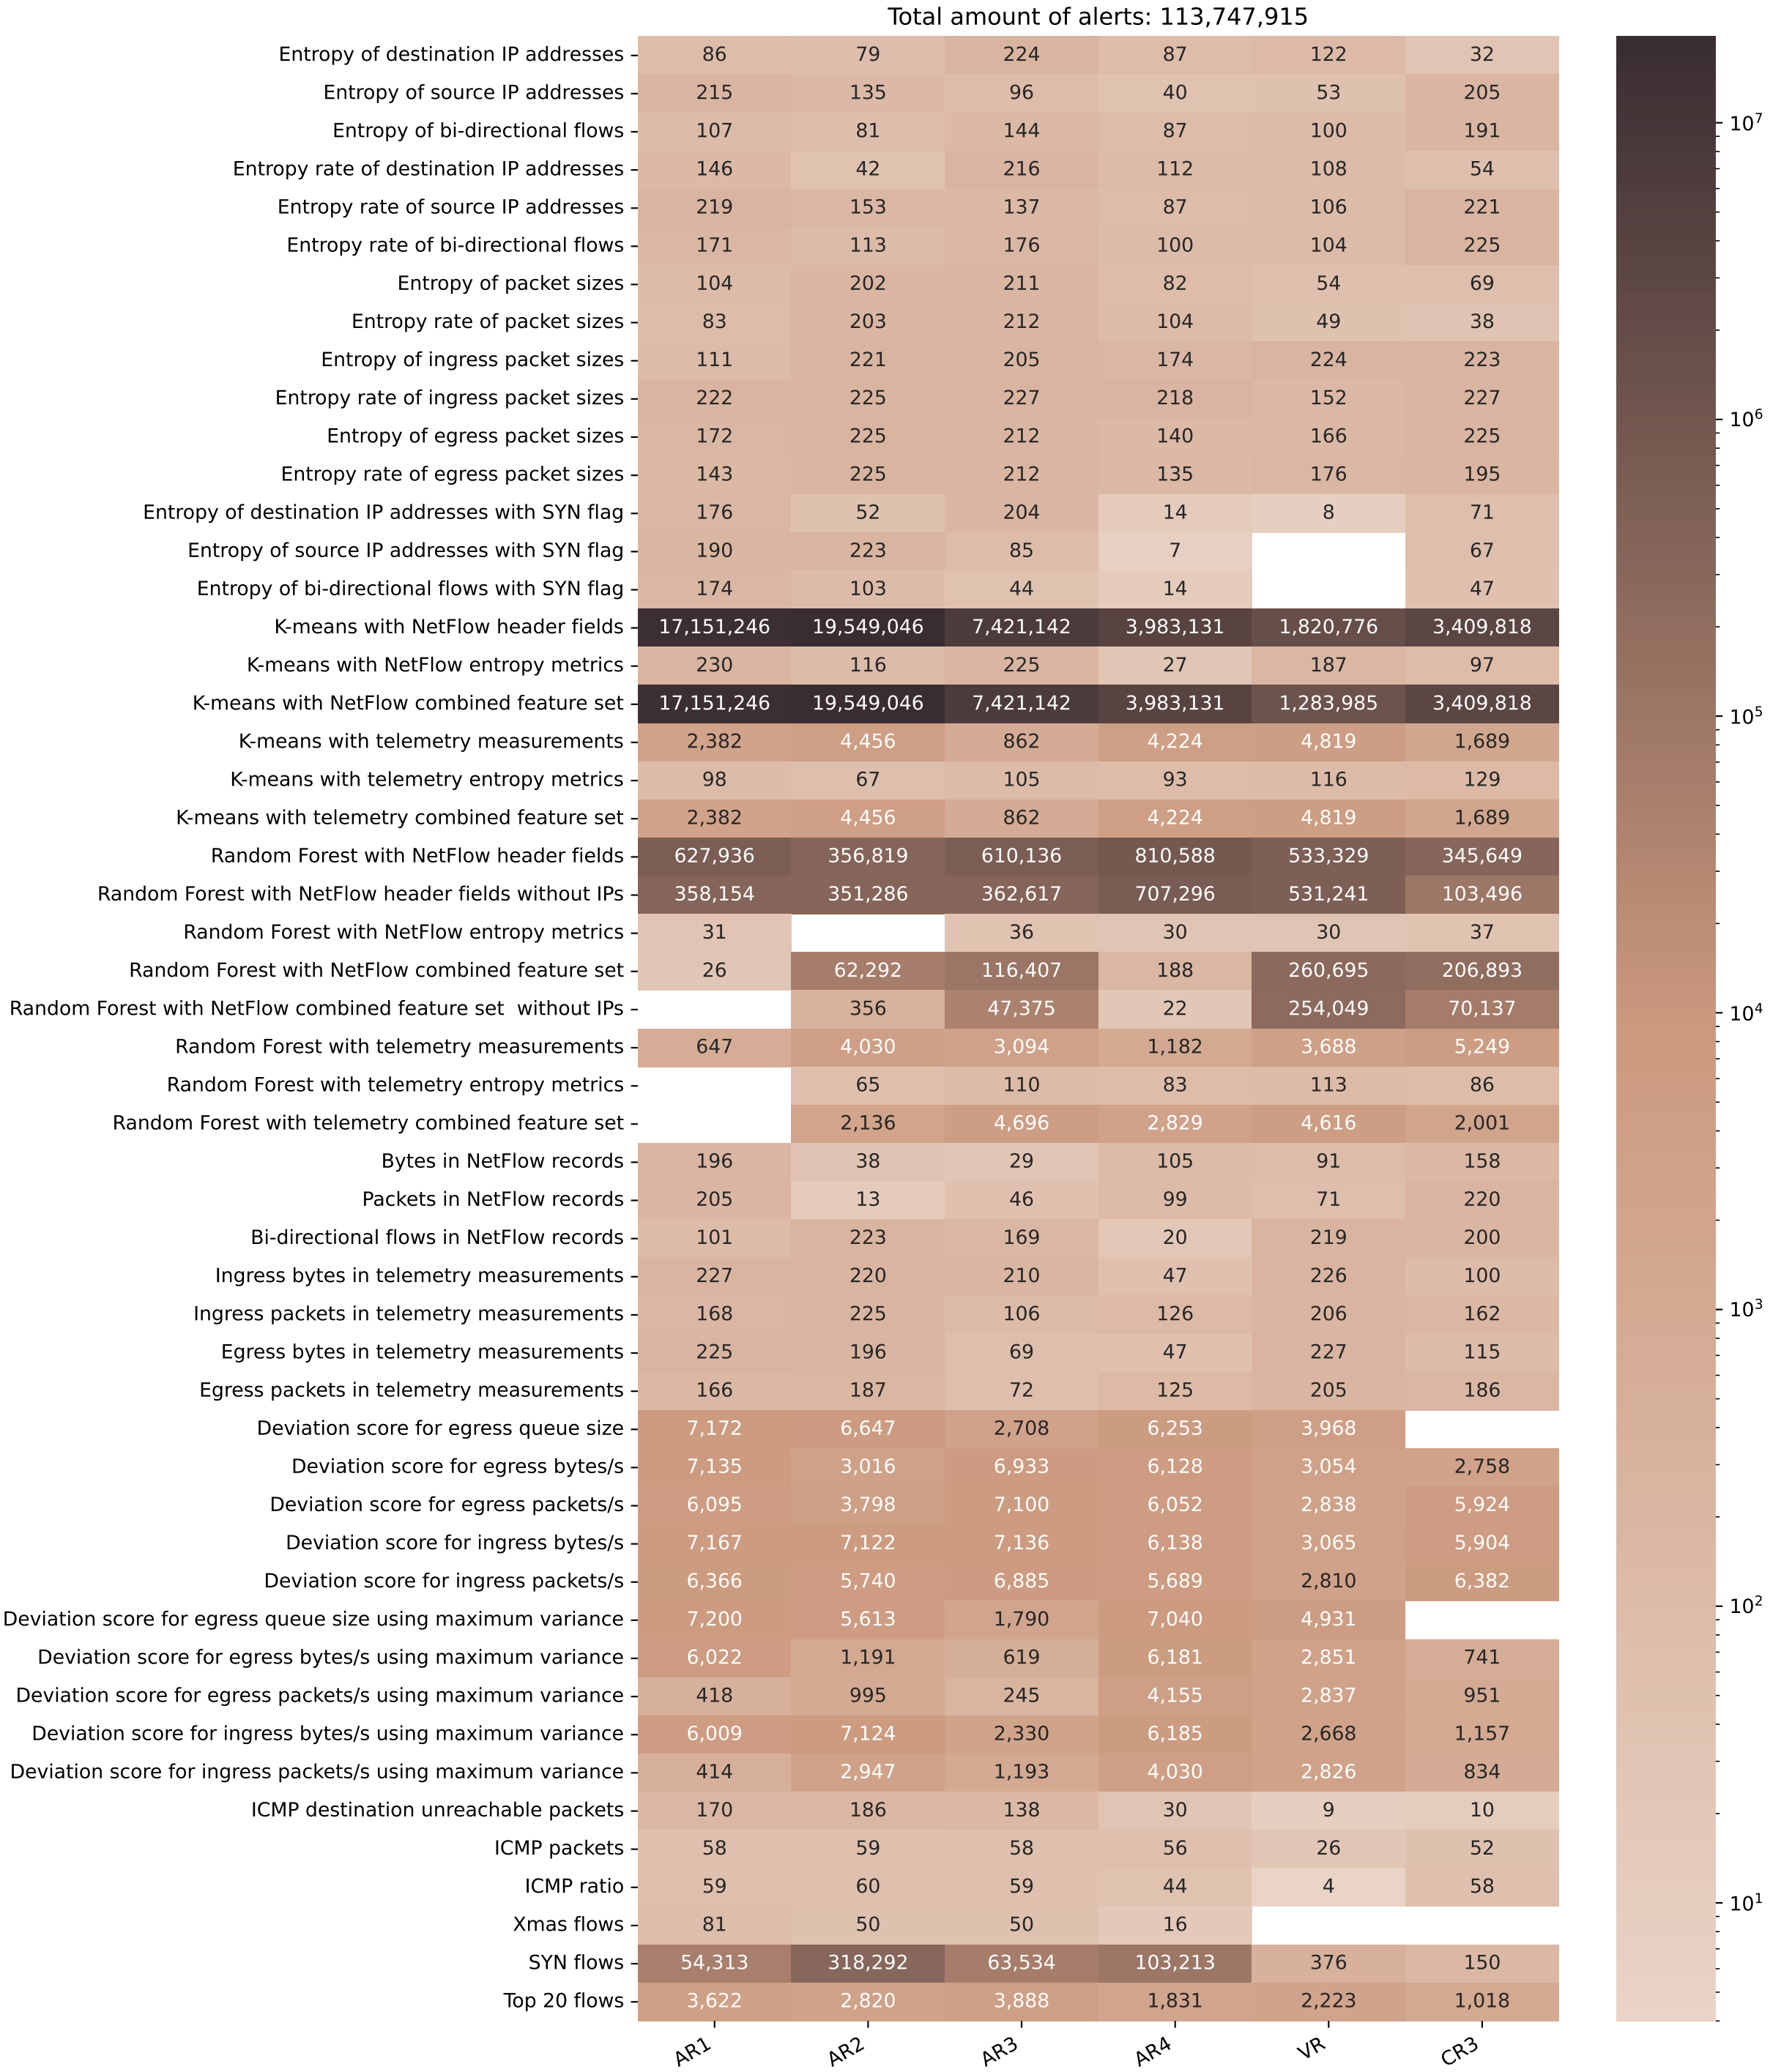 Total amount of alerts: 113,747,915
Entropy of destination IP addresses 86 79 224 87 122 32
Entropy of source IP addresses 215 135 96 40 53 205
Entropy of bi-directional flows 107 81 144 87 100 191
Entropy rate of destination IP addresses 146 42 216 112 108 54
Entropy rate of source IP addresses 219 153 137 87 106 221
Entropy rate of bi-directional flows 171 113 176 100 104 225
Entropy of packet sizes 104 202 211 82 54 69
Entropy rate of packet sizes 83 203 212 104 49 38
Entropy of ingress packet sizes 111 221 205 174 224 223
Entropy rate of ingress packet sizes 222 225 227 218 152 227
Entropy of egress packet sizes 172 225 212 140 166 225
Entropy rate of egress packet sizes 143 225 212 135 176 195
Entropy of destination IP addresses with SYN flag 176 52 204 14 8 71
Entropy of source IP addresses with SYN flag 190 223 85 7 67
Entropy of bi-directional flows with SYN flag 174 103 44 14 47
K-means with NetFlow header fields 17,151,246 19,549,046 7,421,142 3,983,131 1,820,776 3,409,818
K-means with NetFlow entropy metrics 230 116 225 27 187 97
K-means with NetFlow combined feature set 17,151,246 19,549,046 7,421,142 3,983,131 1,283,985 3,409,818
K-means with telemetry measurements 2,382 4,456 862 4,224 4,819 1,689
K-means with telemetry entropy metrics 98 67 105 93 116 129
K-means with telemetry combined feature set 2,382 4,456 862 4,224 4,819 1,689
Random Forest with NetFlow header fields 627,936 356,819 610,136 810,588 533,329 345,649
Random Forest with NetFlow header fields without IPs 358,154 351,286 362,617 707,296 531,241 103,496
Random Forest with NetFlow entropy metrics 31 36 30 30 37
Random Forest with NetFlow combined feature set 26 62,292 116,407 188 260,695 206,893
Random Forest with NetFlow combined feature set  without IPs 356 47,375 22 254,049 70,137
Random Forest with telemetry measurements 647 4,030 3,094 1,182 3,688 5,249
Random Forest with telemetry entropy metrics 65 110 83 113 86
Random Forest with telemetry combined feature set 2,136 4,696 2,829 4,616 2,001
Bytes in NetFlow records 196 38 29 105 91 158
Packets in NetFlow records 205 13 46 99 71 220
Bi-directional flows in NetFlow records 101 223 169 20 219 200
Ingress bytes in telemetry measurements 227 220 210 47 226 100
Ingress packets in telemetry measurements 168 225 106 126 206 162
Egress bytes in telemetry measurements 225 196 69 47 227 115
Egress packets in telemetry measurements 166 187 72 125 205 186
Deviation score for egress queue size 7,172 6,647 2,708 6,253 3,968
Deviation score for egress bytes/s 7,135 3,016 6,933 6,128 3,054 2,758
Deviation score for egress packets/s 6,095 3,798 7,100 6,052 2,838 5,924
Deviation score for ingress bytes/s 7,167 7,122 7,136 6,138 3,065 5,904
Deviation score for ingress packets/s 6,366 5,740 6,885 5,689 2,810 6,382
Deviation score for egress queue size using maximum variance 7,200 5,613 1,790 7,040 4,931
Deviation score for egress bytes/s using maximum variance 6,022 1,191 619 6,181 2,851 741
Deviation score for egress packets/s using maximum variance 418 995 245 4,155 2,837 951
Deviation score for ingress bytes/s using maximum variance 6,009 7,124 2,330 6,185 2,668 1,157
Deviation score for ingress packets/s using maximum variance 414 2,947 1,193 4,030 2,826 834
ICMP destination unreachable packets 170 186 138 30 9 10
ICMP packets 58 59 58 56 26 52
ICMP ratio 59 60 59 44 4 58
Xmas flows 81 50 50 16
SYN flows 54,313 318,292 63,534 103,213 376 150
Top 20 flows 3,622 2,820 3,888 1,831 2,223 1,018
AR1 AR2 AR3 AR4 VR CR3
10⁷
10⁶
10⁵
10⁴
10³
10²
10¹